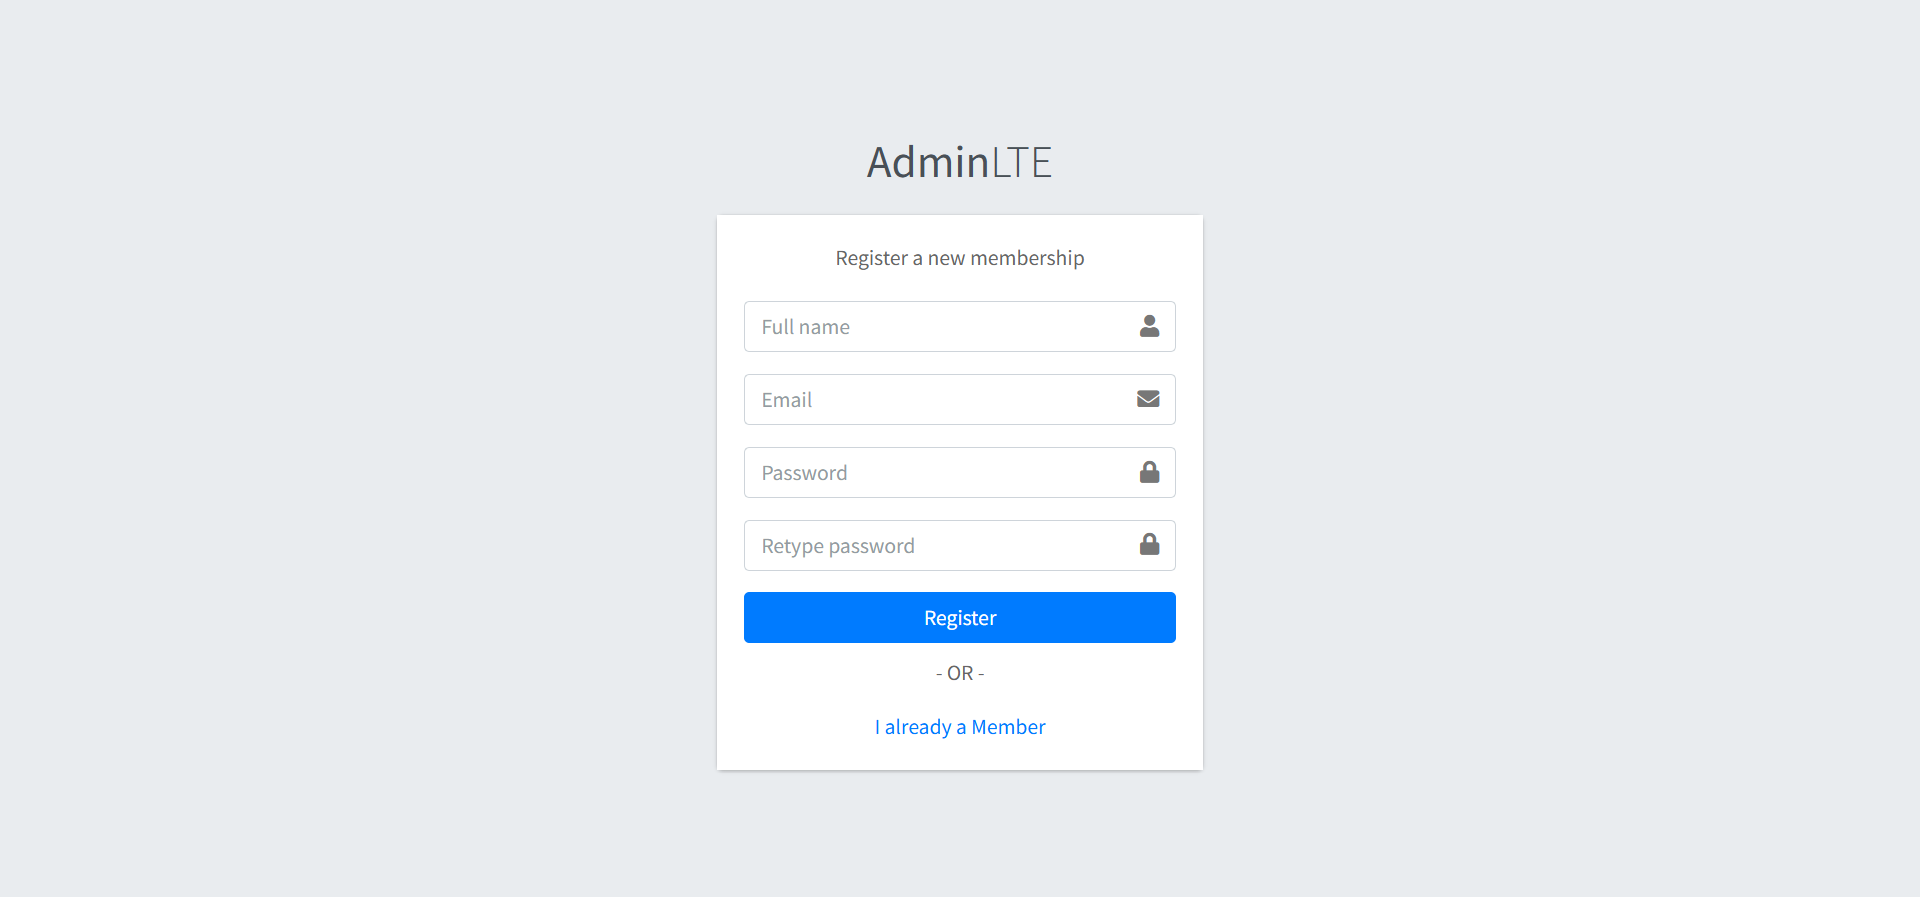 AdminLTE
Register a new membership
Full name
Email
Password
Retype password
Register
- OR -
I already a Member